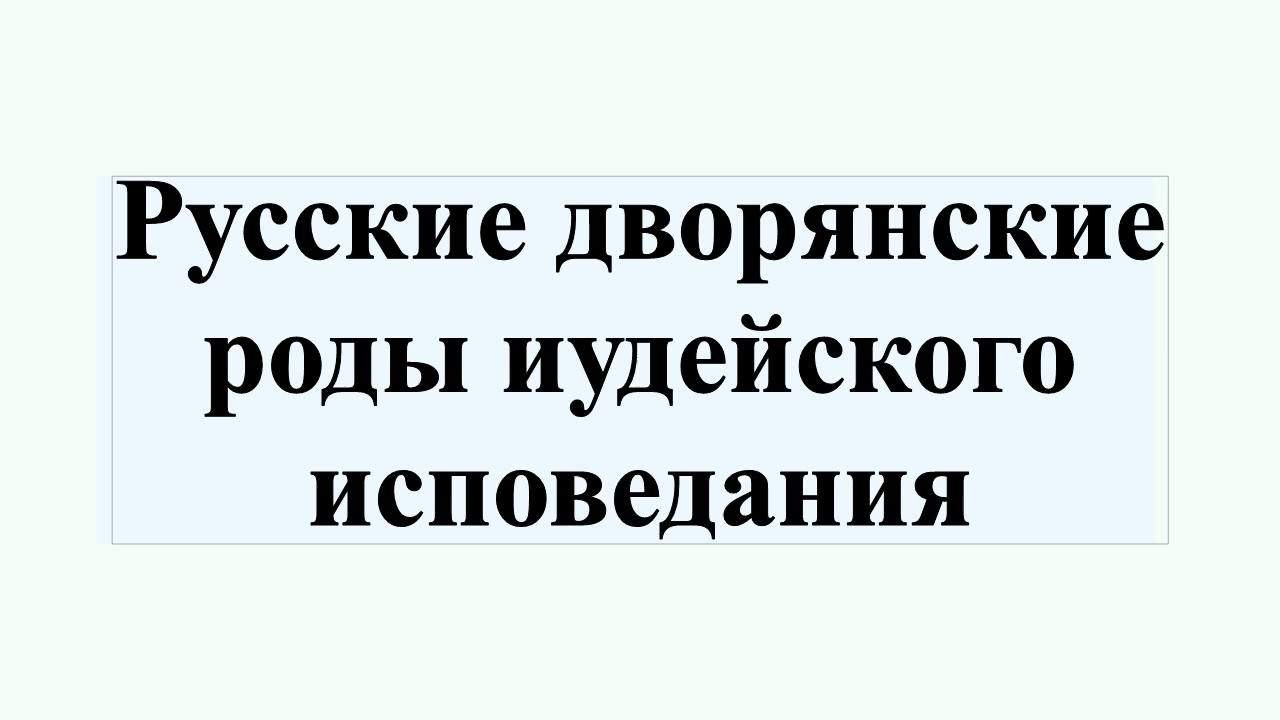 Русские дворянские
роды иудейского
исповедания